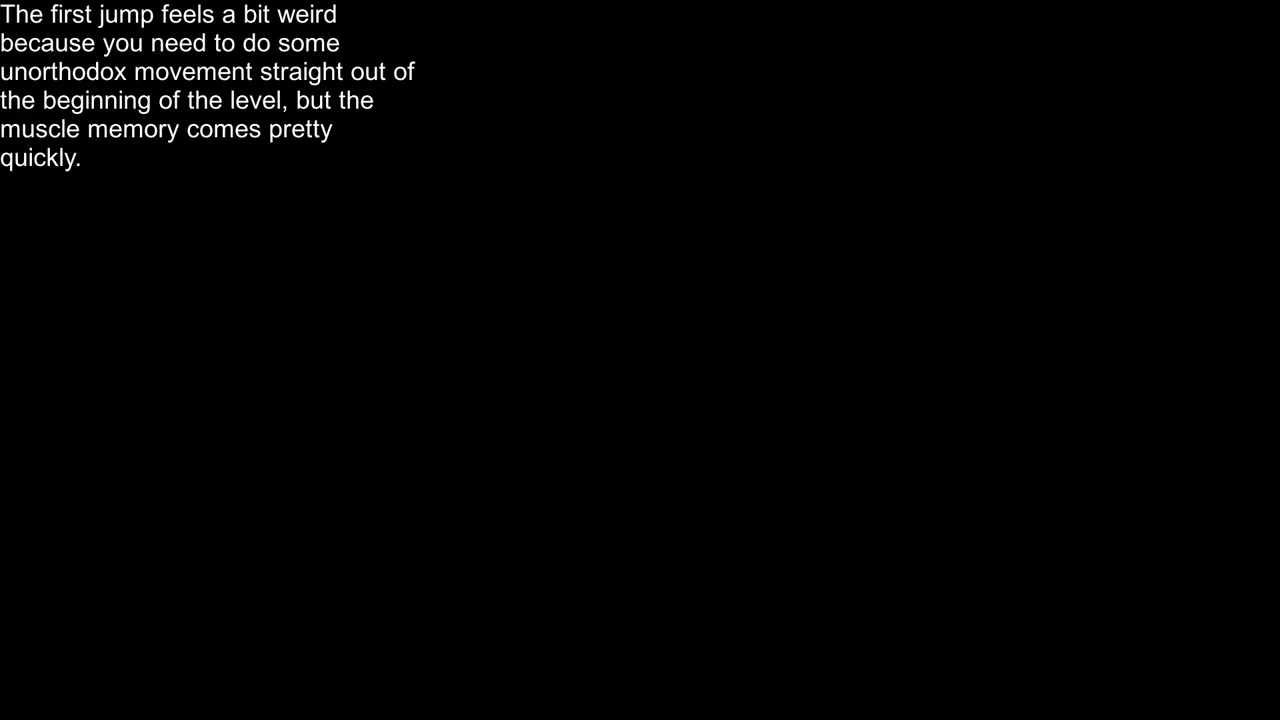 The first jump feels a bit weird
because you need to do some
unorthodox movement straight out of
the beginning of the level, but the
muscle memory comes pretty
quickly.